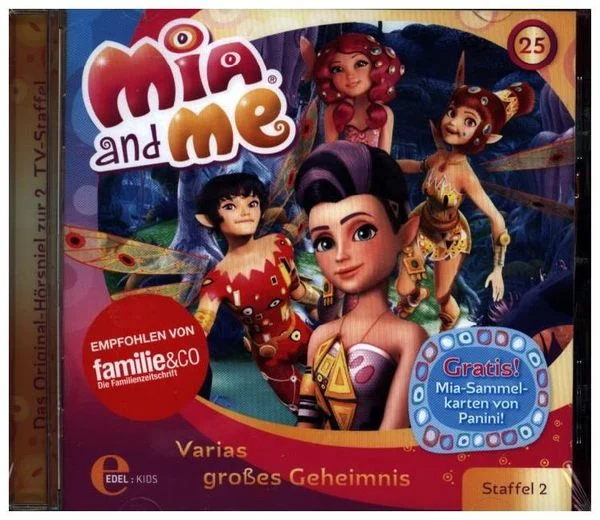 Das Original-Hörspiel zur 2. TV-Staffel
mia
and me®
25
EMPFOHLEN VON
familie&CO
Die Familienzeitschrift
Gratis!
Mia-Sammel-
karten von
Panini!
Varias
großes Geheimnis
e
EDEL:KIDS
Staffel 2